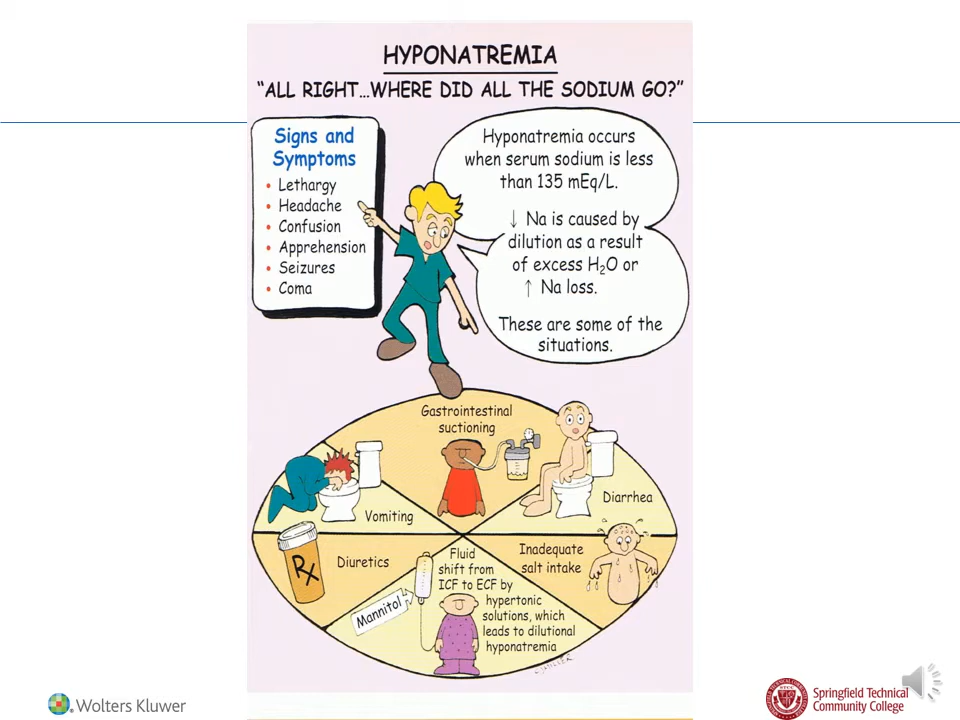 HYPONATREMIA
"ALL RIGHT...WHERE DID ALL THE SODIUM GO?"
Signs and
Symptoms
• Lethargy
• Headache
• Confusion
• Apprehension
• Seizures
• Coma
Hyponatremia occurs
when serum sodium is less
than 135 mEq/L.
↓ Na is caused by
dilution as a result
of excess H₂O or
↑ Na loss.
These are some of the
situations.
Gastrointestinal
suctioning
Vomiting
Diarrhea
Diuretics
Rx
Mannitol
Fluid
shift from
ICF to ECF by
hypertonic
solutions, which
leads to dilutional
hyponatremia
Inadequate
salt intake
Wolters Kluwer
Springfield Technical
Community College